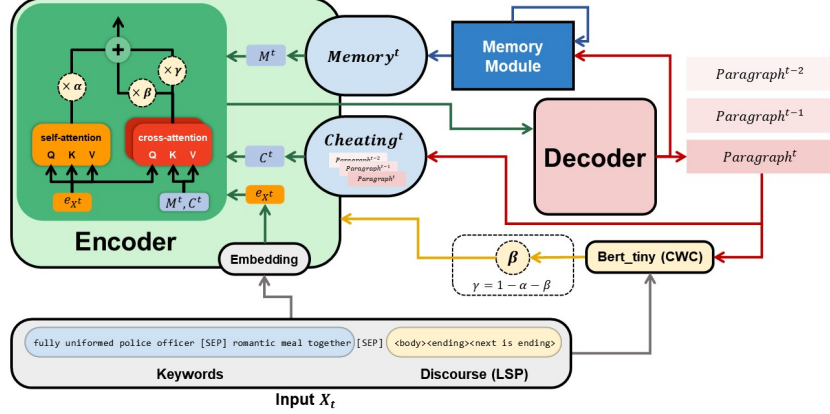 +
× α
× β
× γ
self-attention
Q K V
cross-attention
Q K V
e_{X^t}
M^t, C^t
Encoder
M^t
C^t
e_{X^t}
Embedding
Memory^t
Cheating^t
Paragraph^{t-2}
Paragraph^{t-1}
Paragraph^t
Memory
Module
Decoder
Paragraph^{t-2}
Paragraph^{t-1}
Paragraph^t
β
γ = 1 − α − β
Bert_tiny (CWC)
fully uniformed police officer [SEP] romantic meal together [SEP] <body><ending><next is ending>
Keywords Discourse (LSP)
Input X_t